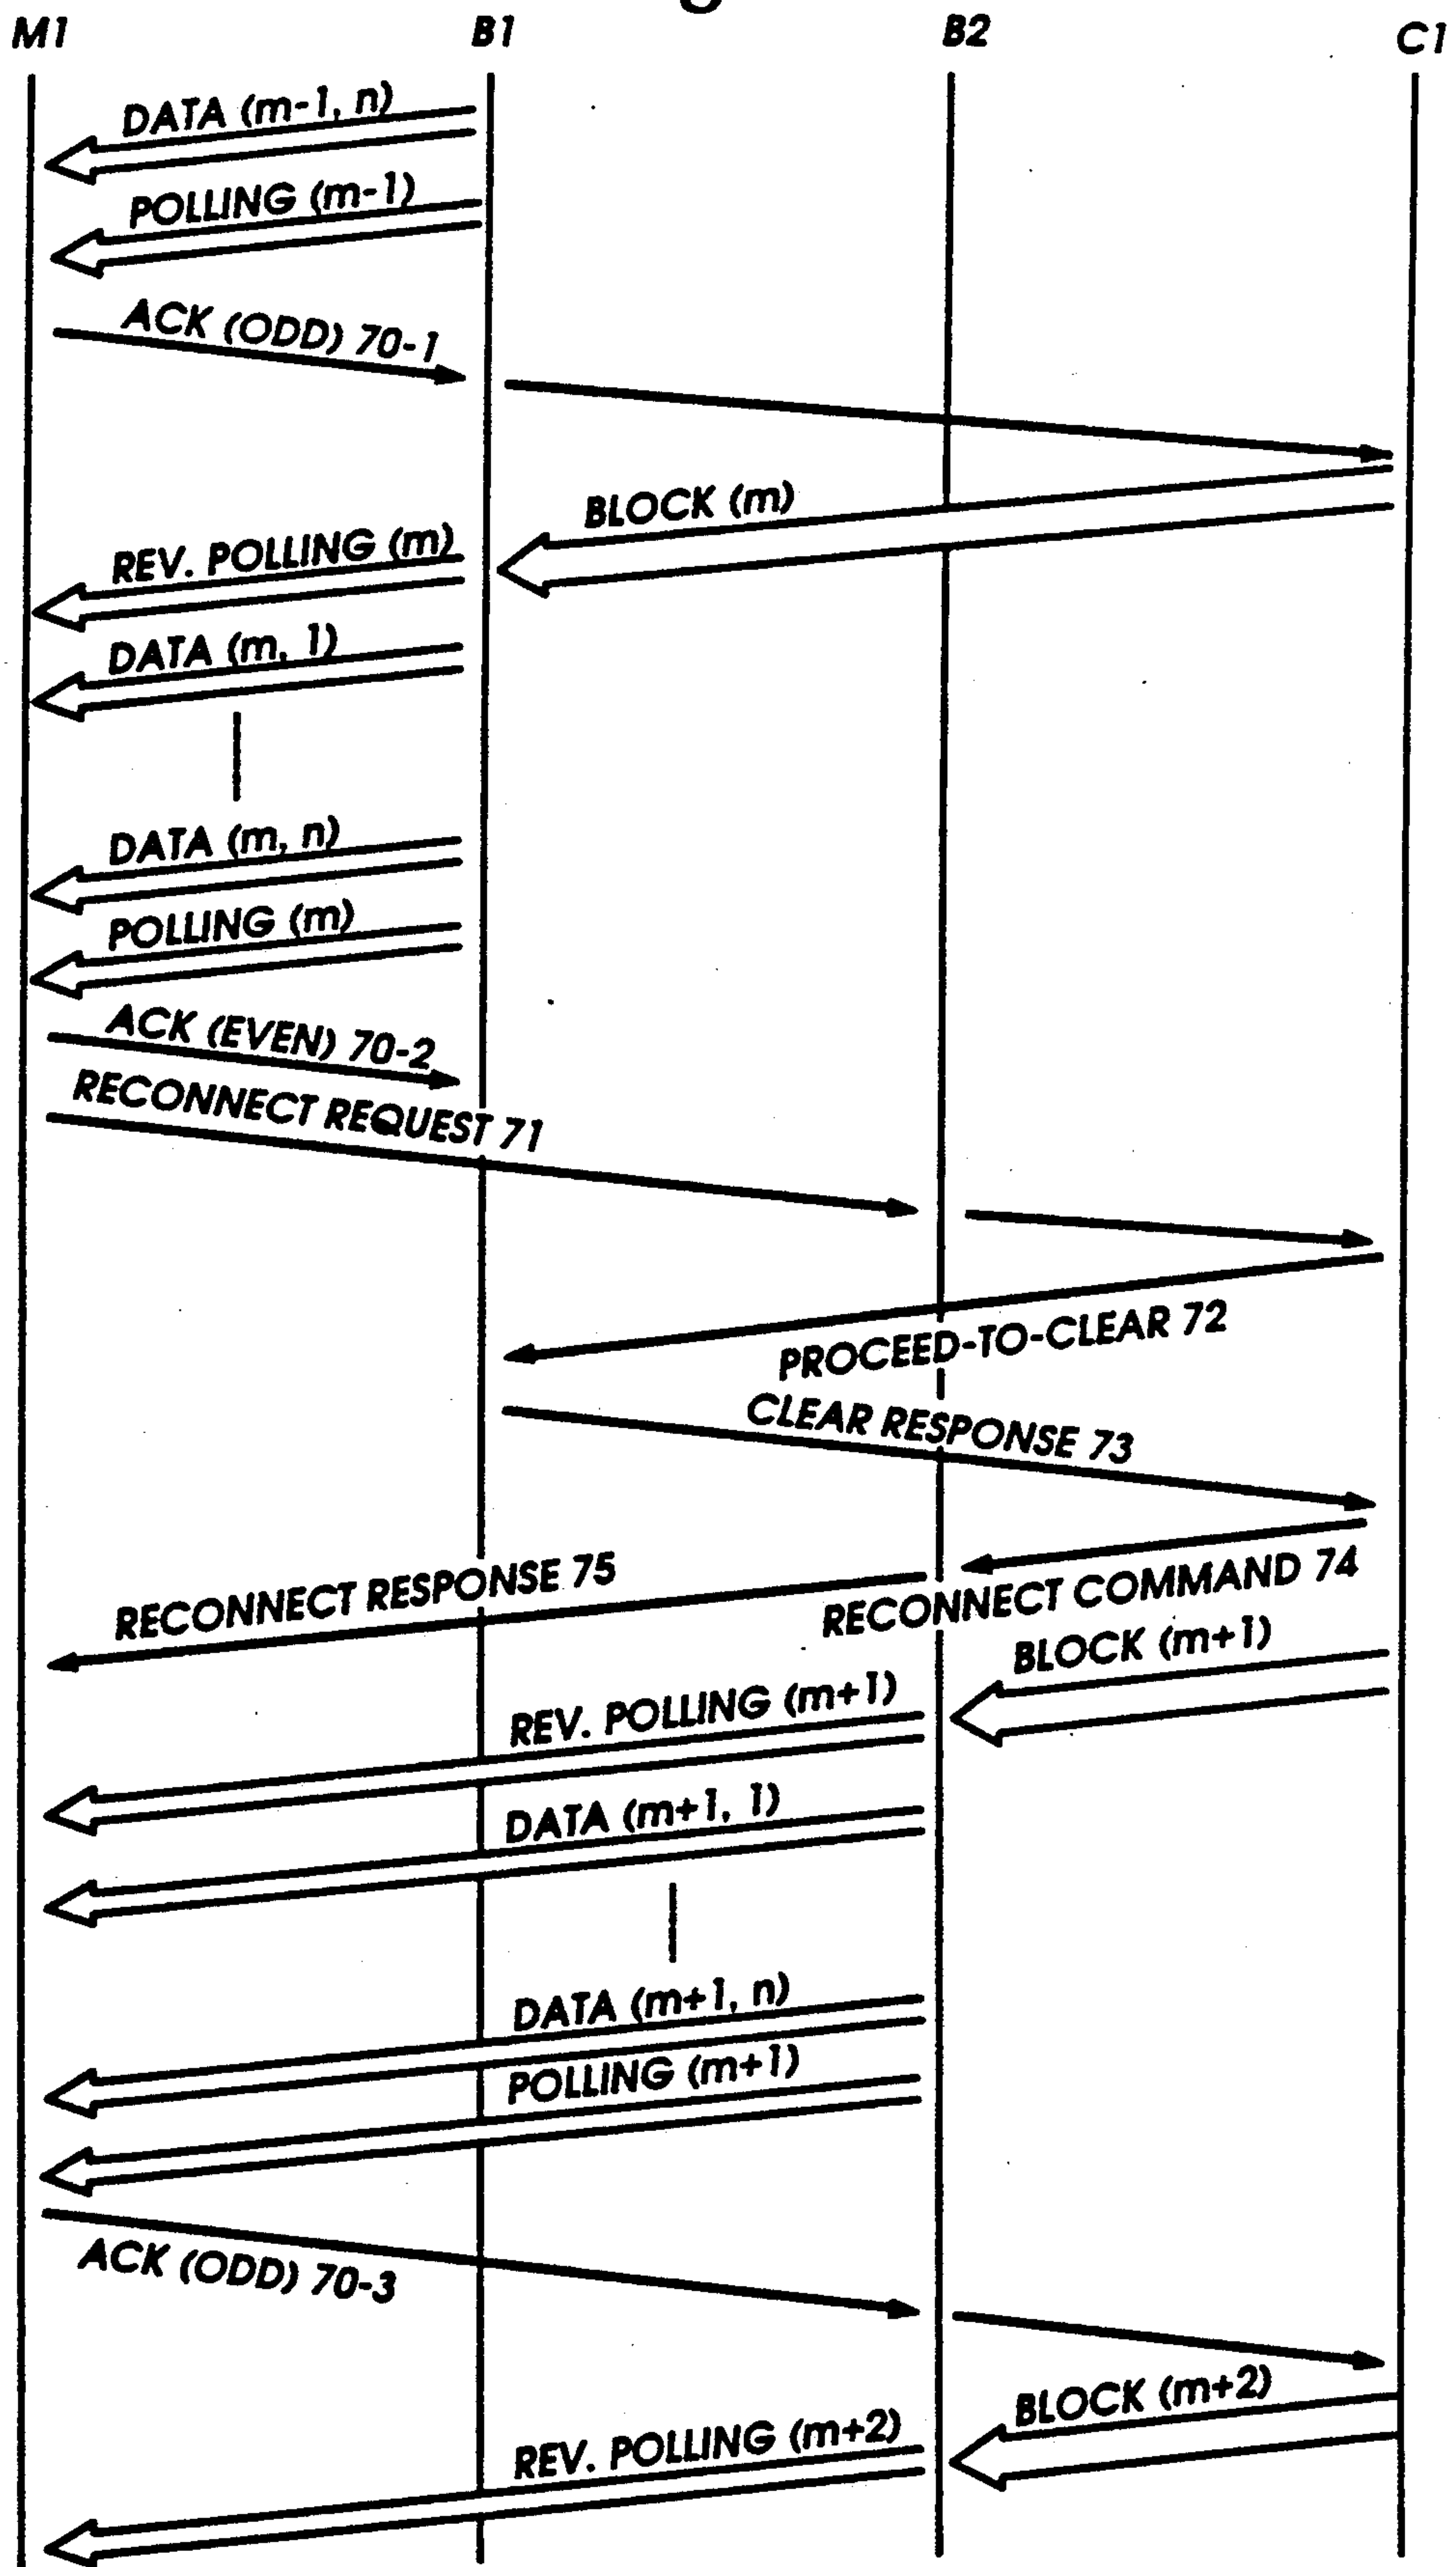 M1 B1 B2 C1
DATA (m-1, n)
POLLING (m-1)
ACK (ODD) 70-1
BLOCK (m)
REV. POLLING (m)
DATA (m, 1)
DATA (m, n)
POLLING (m)
ACK (EVEN) 70-2
RECONNECT REQUEST 71
PROCEED-TO-CLEAR 72
CLEAR RESPONSE 73
RECONNECT RESPONSE 75
RECONNECT COMMAND 74
BLOCK (m+1)
REV. POLLING (m+1)
DATA (m+1, 1)
DATA (m+1, n)
POLLING (m+1)
ACK (ODD) 70-3
BLOCK (m+2)
REV. POLLING (m+2)